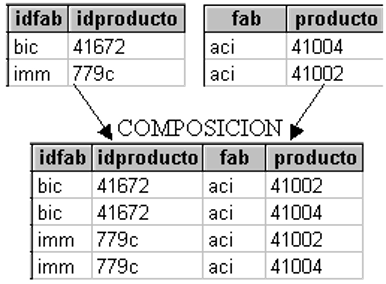 idfab idproducto fab producto
bic 41672 aci 41004
imm 779c aci 41002
COMPOSICION
idfab idproducto fab producto
bic 41672 aci 41002
bic 41672 aci 41004
imm 779c aci 41002
imm 779c aci 41004